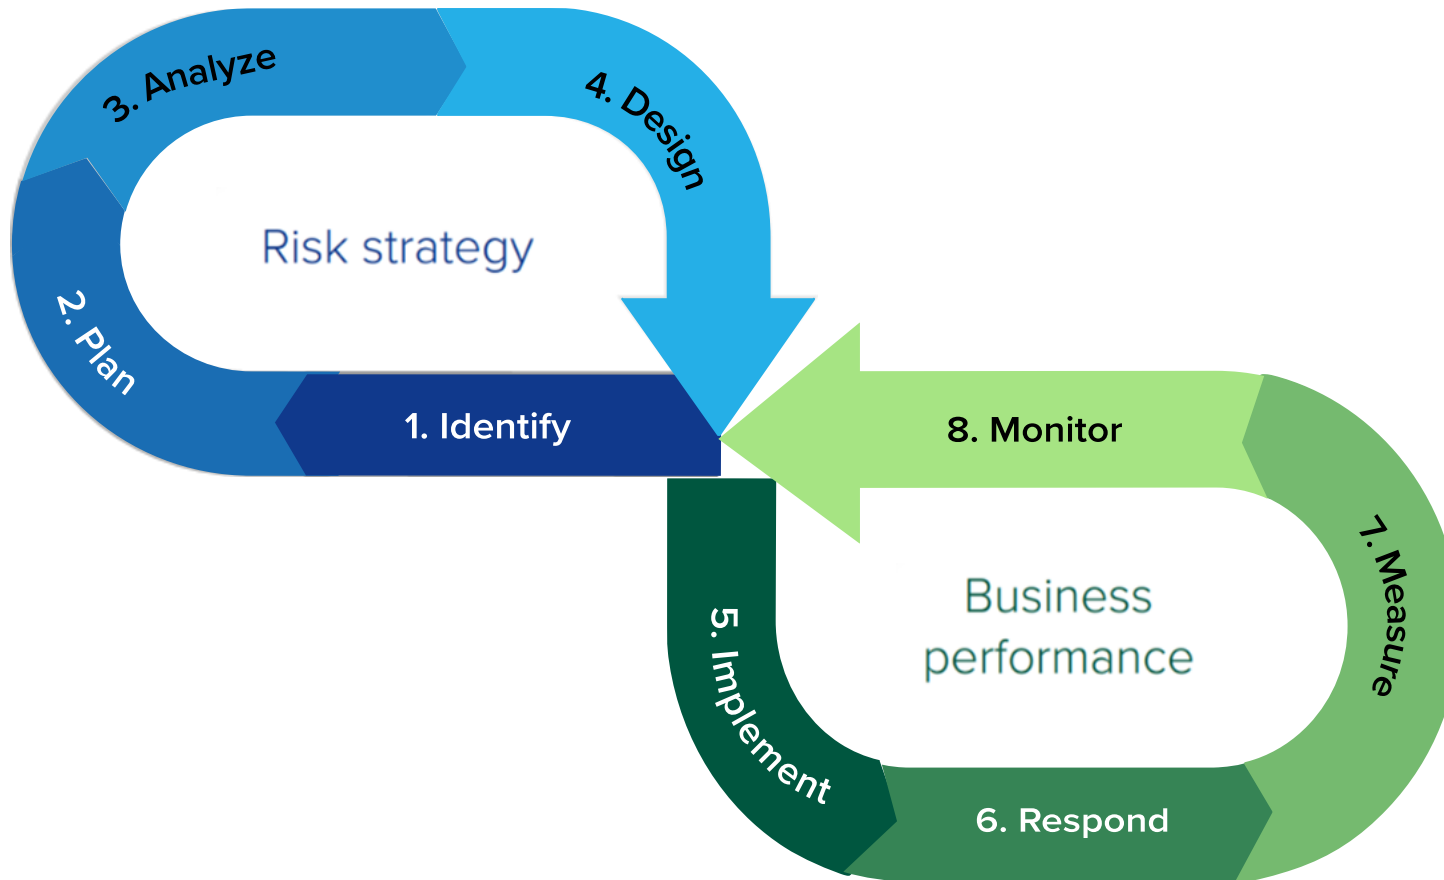 3. Analyze
4. Design
Risk strategy
2. Plan
1. Identify
8. Monitor
7. Measure
Business
performance
5. Implement
6. Respond